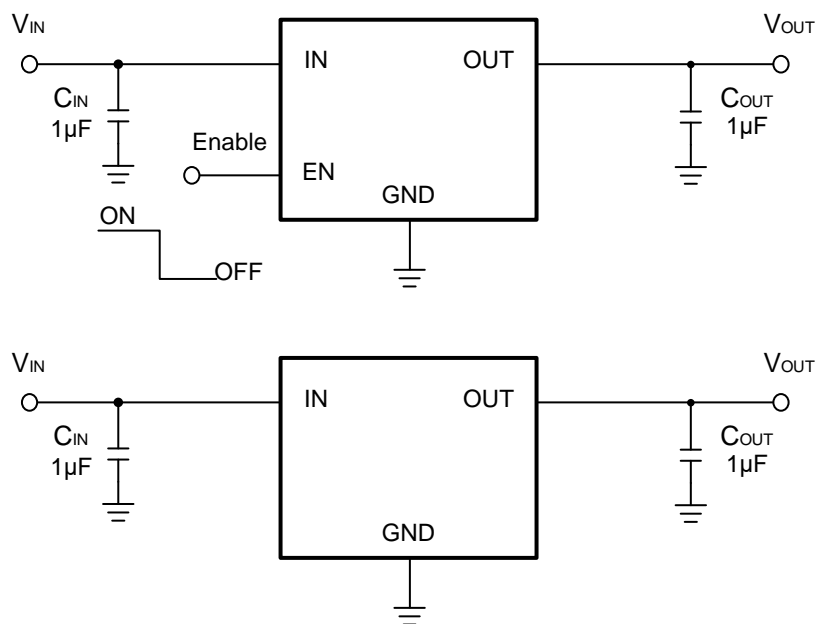 VIN
VOUT
IN
OUT
CIN
1µF
COUT
1µF
Enable
EN
GND
ON
OFF
VIN
VOUT
IN
OUT
CIN
1µF
COUT
1µF
GND